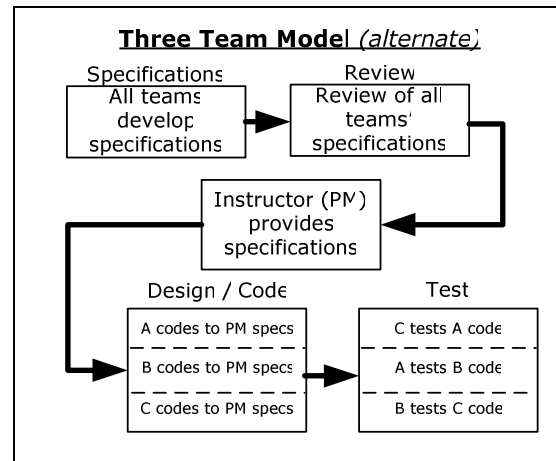 Three Team Model (alternate)
Specifications
All teams
develop
specifications
Review
Review of all
teams'
specifications
Instructor (PM)
provides
specifications
Design / Code
A codes to PM specs
B codes to PM specs
C codes to PM specs
Test
C tests A code
A tests B code
B tests C code